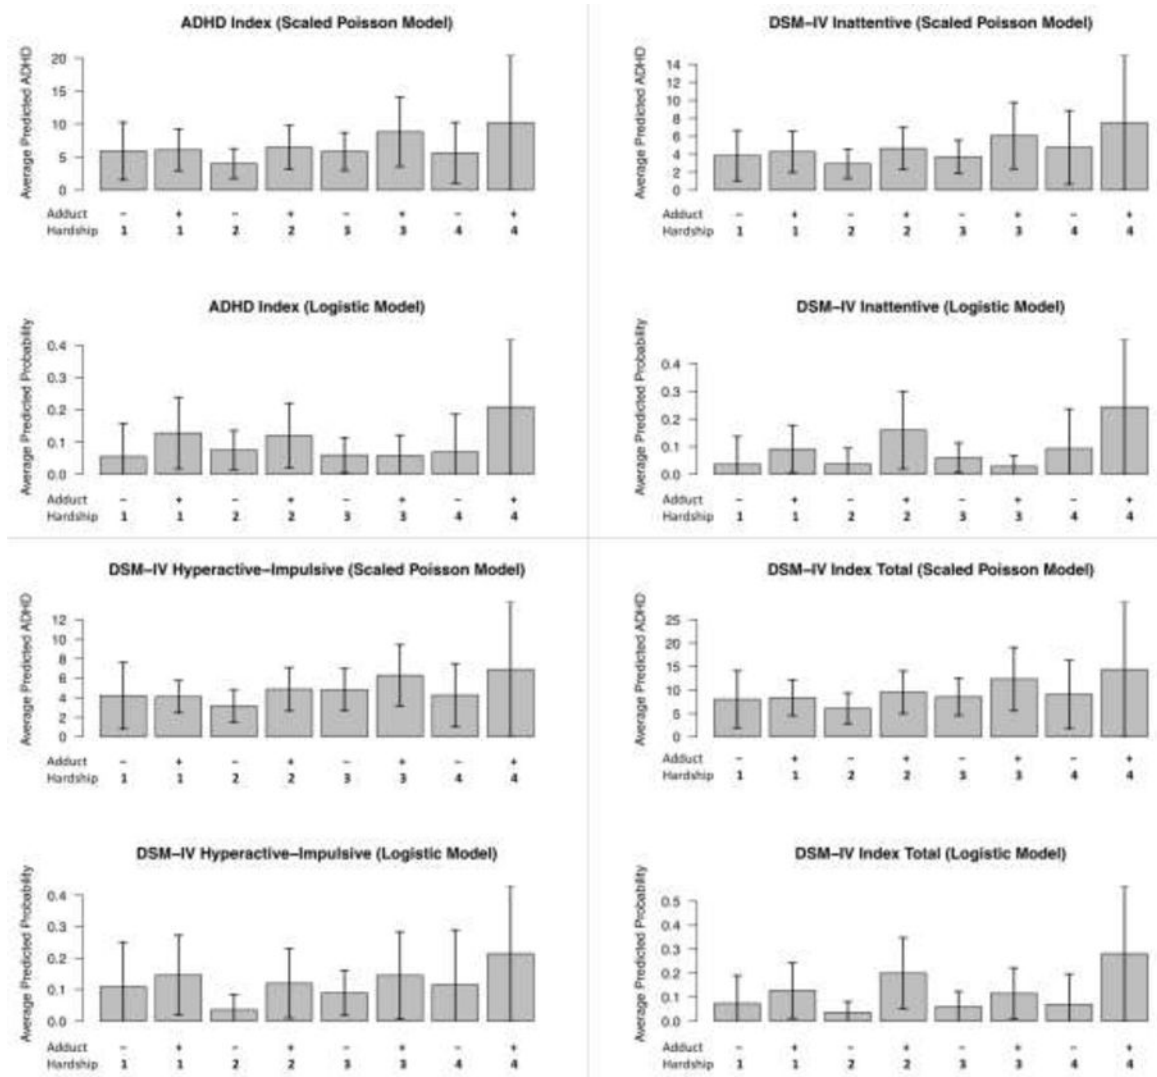 ADHD Index (Scaled Poisson Model)
Average Predicted ADHD
20
15
10
5
0
Adduct – + – + – + – +
Hardship 1 1 2 2 3 3 4 4
DSM–IV Inattentive (Scaled Poisson Model)
Average Predicted ADHD
14
12
10
8
6
4
2
0
Adduct – + – + – + – +
Hardship 1 1 2 2 3 3 4 4
ADHD Index (Logistic Model)
Average Predicted Probability
0.4
0.3
0.2
0.1
0.0
Adduct – + – + – + – +
Hardship 1 1 2 2 3 3 4 4
DSM–IV Inattentive (Logistic Model)
Average Predicted Probability
0.4
0.3
0.2
0.1
0.0
Adduct – + – + – + – +
Hardship 1 1 2 2 3 3 4 4
DSM–IV Hyperactive–Impulsive (Scaled Poisson Model)
Average Predicted ADHD
12
10
8
6
4
2
0
Adduct – + – + – + – +
Hardship 1 1 2 2 3 3 4 4
DSM–IV Index Total (Scaled Poisson Model)
Average Predicted ADHD
25
20
15
10
5
0
Adduct – + – + – + – +
Hardship 1 1 2 2 3 3 4 4
DSM–IV Hyperactive–Impulsive (Logistic Model)
Average Predicted Probability
0.4
0.3
0.2
0.1
0.0
Adduct – + – + – + – +
Hardship 1 1 2 2 3 3 4 4
DSM–IV Index Total (Logistic Model)
Average Predicted Probability
0.5
0.4
0.3
0.2
0.1
0.0
Adduct – + – + – + – +
Hardship 1 1 2 2 3 3 4 4